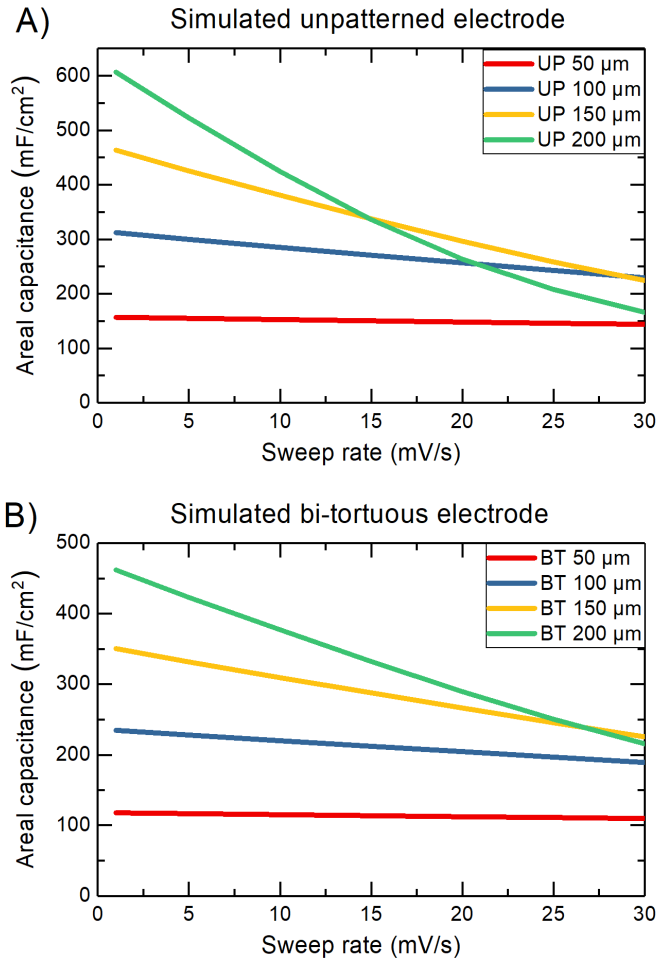 A)
Simulated unpatterned electrode
UP 50 μm
UP 100 μm
UP 150 μm
UP 200 μm
Areal capacitance (mF/cm²)
600
500
400
300
200
100
0
0 5 10 15 20 25 30
Sweep rate (mV/s)
B)
Simulated bi-tortuous electrode
BT 50 μm
BT 100 μm
BT 150 μm
BT 200 μm
Areal capacitance (mF/cm²)
500
400
300
200
100
0
0 5 10 15 20 25 30
Sweep rate (mV/s)